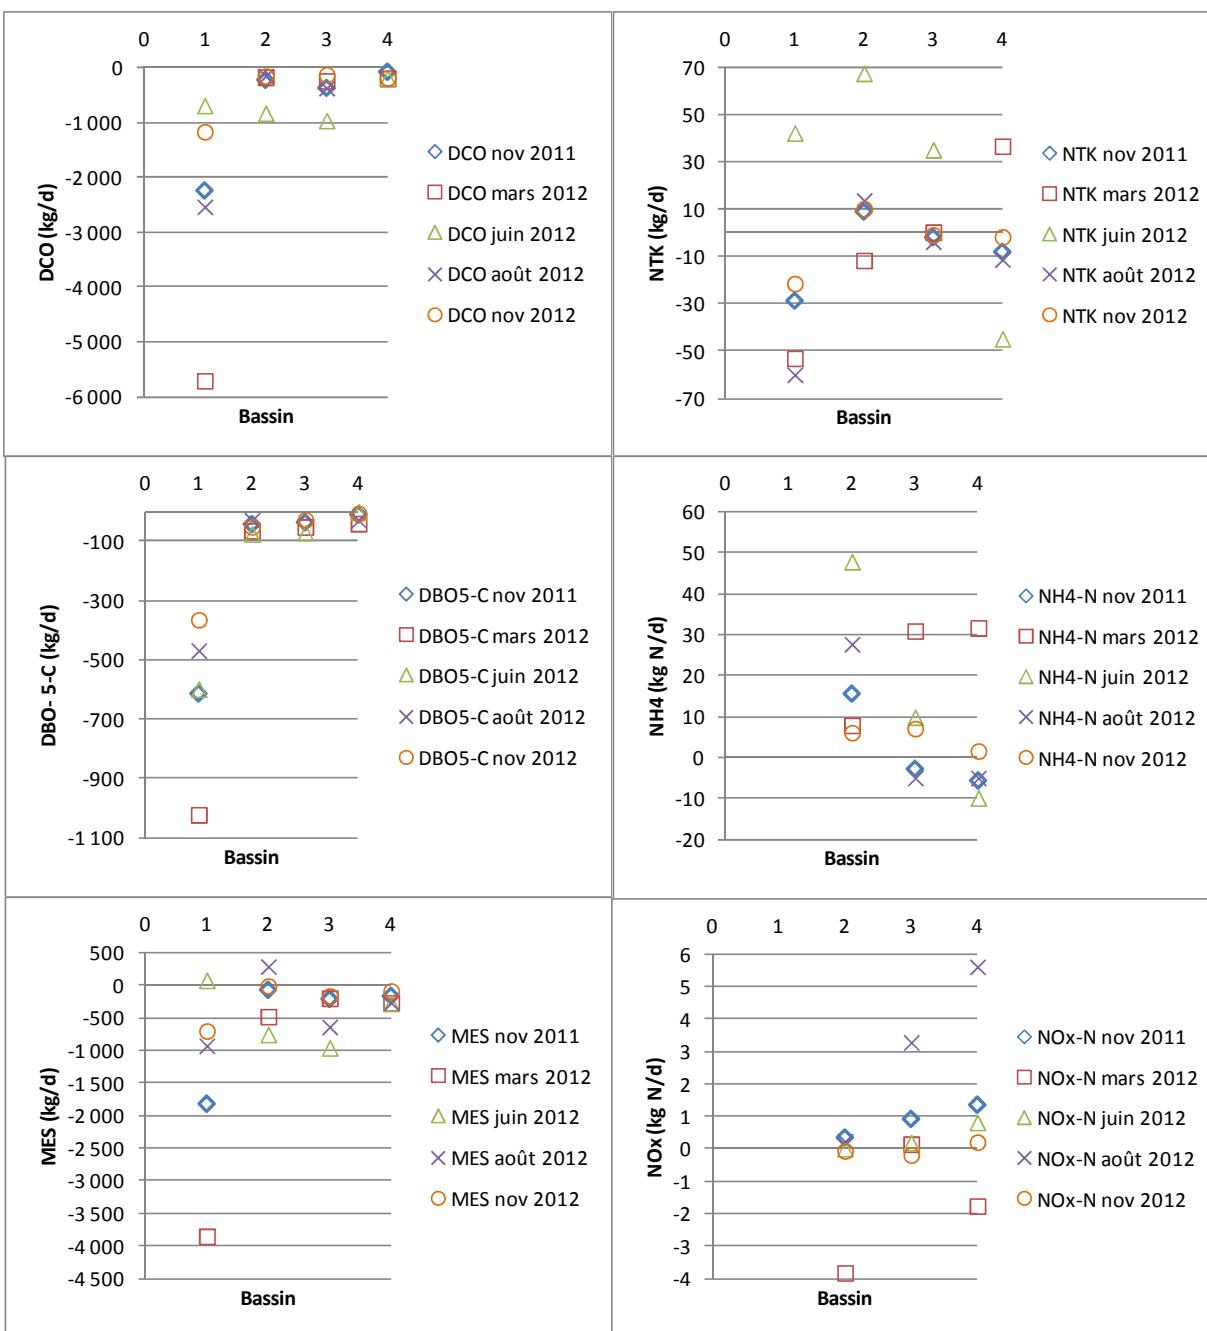 0 1 2 3 4
0
-1 000
-2 000
-3 000
-4 000
-5 000
-6 000
DCO (kg/d)
Bassin
DCO nov 2011
DCO mars 2012
DCO juin 2012
DCO août 2012
DCO nov 2012
0 1 2 3 4
70
50
30
10
-10
-30
-50
-70
NTK (kg/d)
Bassin
NTK nov 2011
NTK mars 2012
NTK juin 2012
NTK août 2012
NTK nov 2012
0 1 2 3 4
-100
-300
-500
-700
-900
-1 100
DBO- 5-C (kg/d)
Bassin
DBO5-C nov 2011
DBO5-C mars 2012
DBO5-C juin 2012
DBO5-C août 2012
DBO5-C nov 2012
0 1 2 3 4
60
50
40
30
20
10
0
-10
-20
NH4 (kg N/d)
Bassin
NH4-N nov 2011
NH4-N mars 2012
NH4-N juin 2012
NH4-N août 2012
NH4-N nov 2012
0 1 2 3 4
500
0
-500
-1 000
-1 500
-2 000
-2 500
-3 000
-3 500
-4 000
-4 500
MES (kg/d)
Bassin
MES nov 2011
MES mars 2012
MES juin 2012
MES août 2012
MES nov 2012
0 1 2 3 4
6
5
4
3
2
1
0
-1
-2
-3
-4
NOx (kg N/d)
Bassin
NOx-N nov 2011
NOx-N mars 2012
NOx-N juin 2012
NOx-N août 2012
NOx-N nov 2012